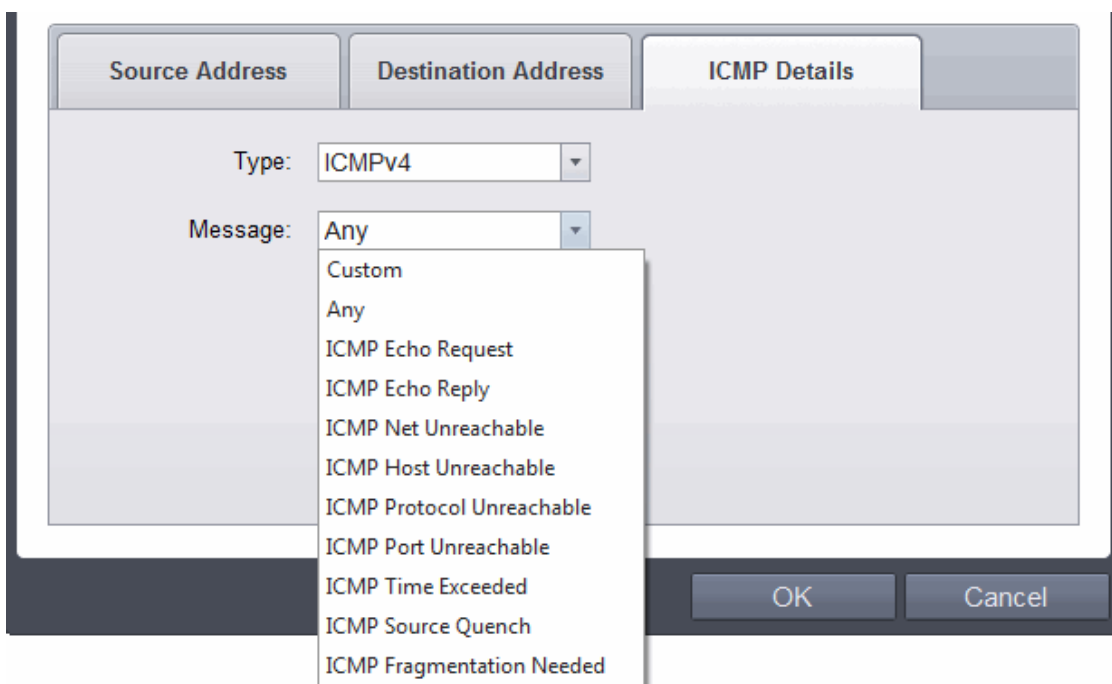 Source Address
Destination Address
ICMP Details
Type:
ICMPv4
Message:
Any
Custom
Any
ICMP Echo Request
ICMP Echo Reply
ICMP Net Unreachable
ICMP Host Unreachable
ICMP Protocol Unreachable
ICMP Port Unreachable
ICMP Time Exceeded
ICMP Source Quench
ICMP Fragmentation Needed
OK
Cancel